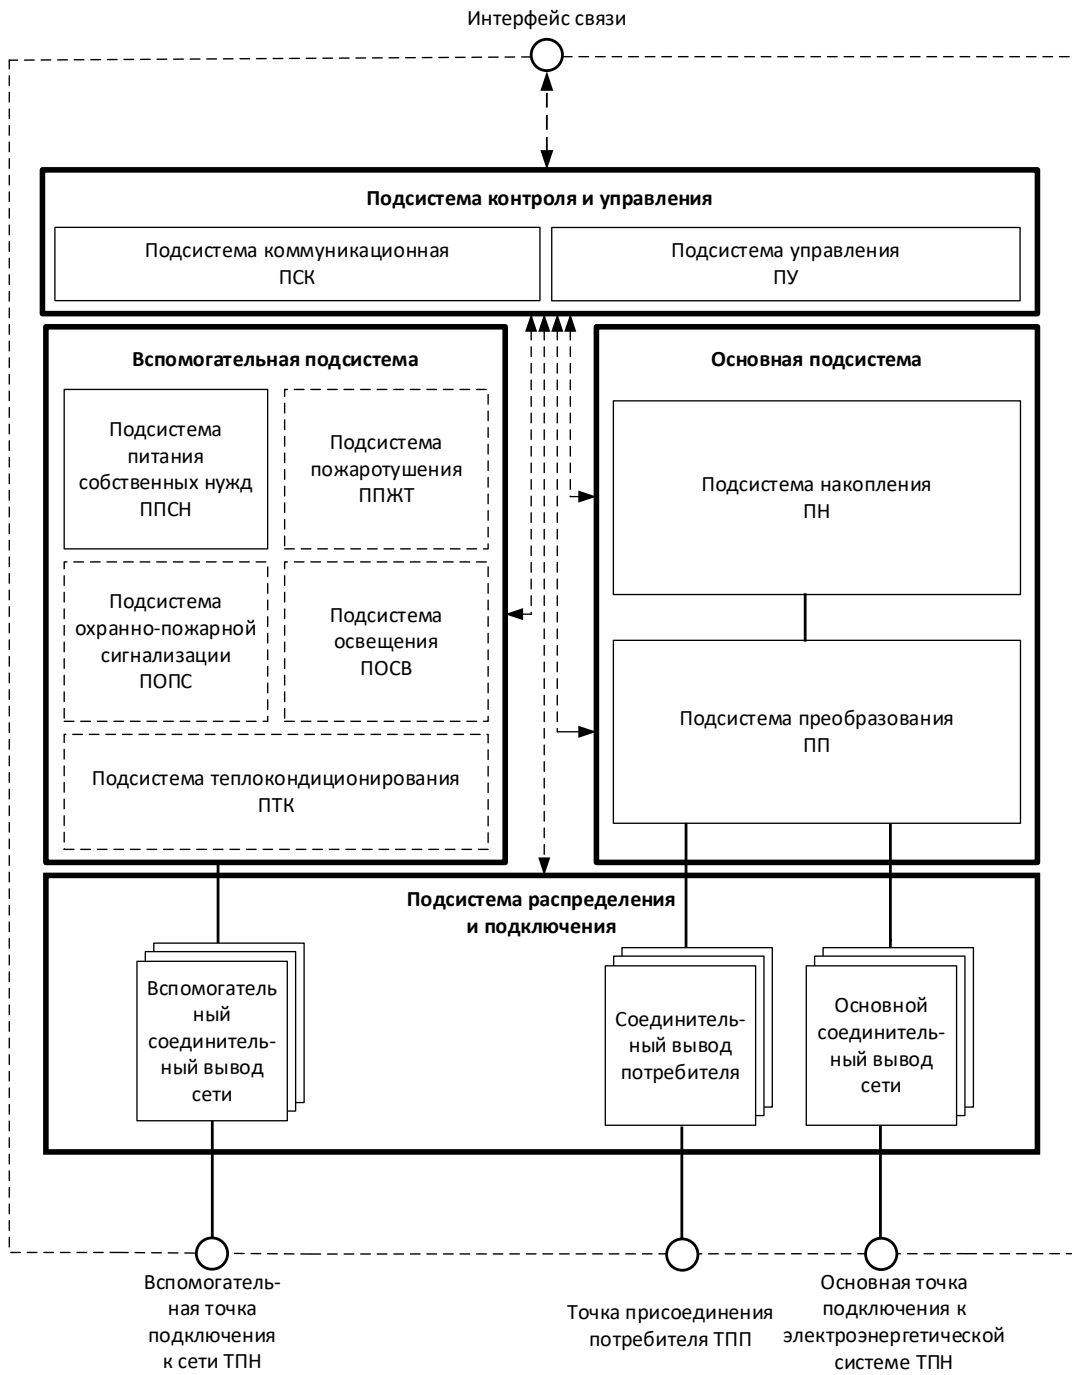 Интерфейс связи
Подсистема контроля и управления
Подсистема коммуникационная
ПСК
Подсистема управления
ПУ
Вспомогательная подсистема
Подсистема
питания
собственных нужд
ППСН
Подсистема
пожаротушения
ППЖТ
Подсистема
охранно-пожарной
сигнализации
ПОПС
Подсистема
освещения
ПОСВ
Подсистема теплокондиционирования
ПТК
Основная подсистема
Подсистема накопления
ПН
Подсистема преобразования
ПП
Подсистема распределения
и подключения
Вспомогатель
ный
соединитель-
ный вывод
сети
Соединитель-
ный вывод
потребителя
Основной
соединитель-
ный вывод
сети
Вспомогатель-
ная точка
подключения
к сети ТПН
Точка присоединения
потребителя ТПП
Основная точка
подключения к
электроэнергетической
системе ТПН